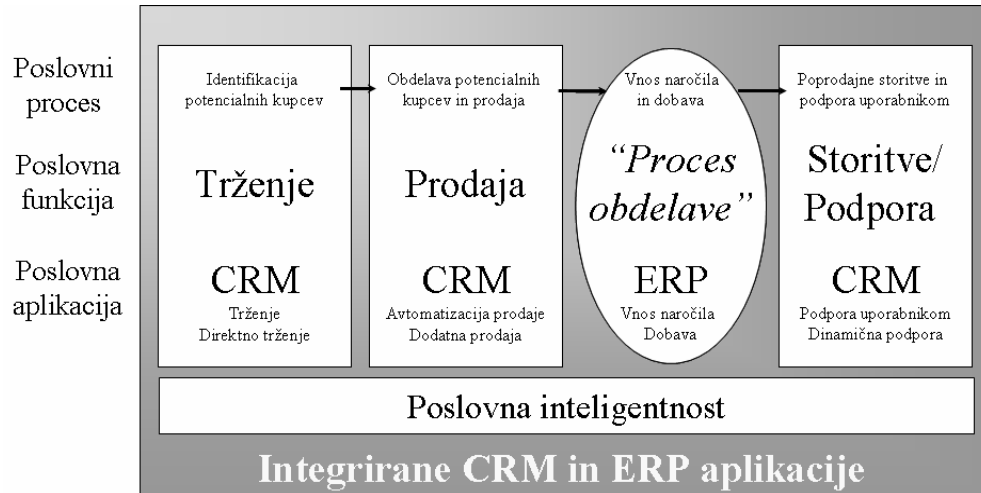 Poslovni
proces
Poslovna
funkcija
Poslovna
aplikacija
Identifikacija
potencialnih kupcev
Trženje
CRM
Trženje
Direktno trženje
Obdelava potencialnih
kupcev in prodaja
Prodaja
CRM
Avtomatizacija prodaje
Dodatna prodaja
Vnos naročila
in dobava
“Proces
obdelave”
ERP
Vnos naročila
Dobava
Poprodajne storitve in
podpora uporabnikom
Storitve/
Podpora
CRM
Podpora uporabnikom
Dinamična podpora
Poslovna inteligentnost
Integrirane CRM in ERP aplikacije